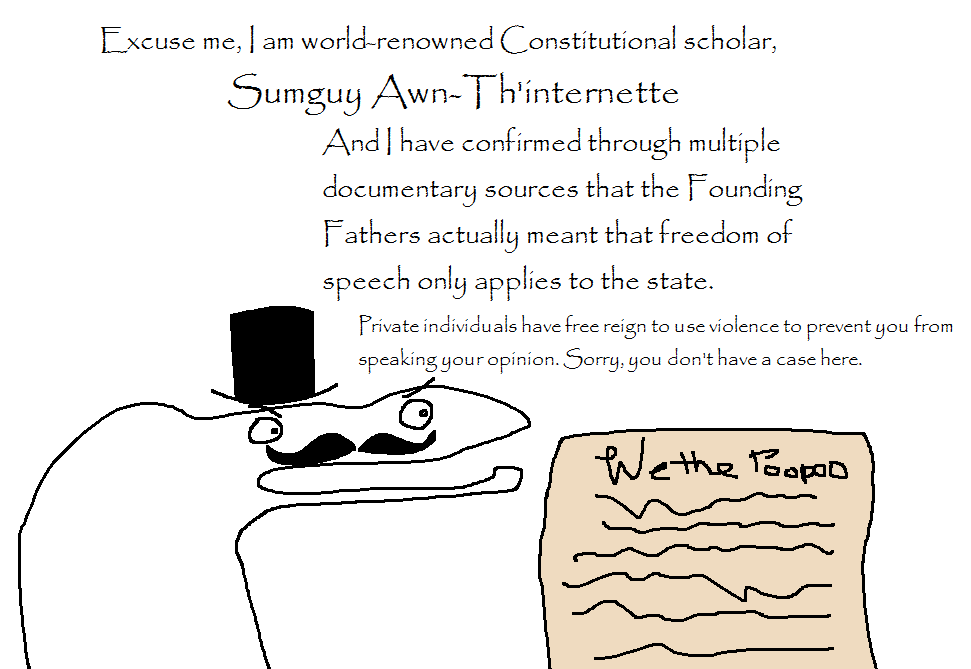 Excuse me, I am world-renowned Constitutional scholar,
Sumguy Awn-Th'internette
And I have confirmed through multiple
documentary sources that the Founding
Fathers actually meant that freedom of
speech only applies to the state.
Private individuals have free reign to use violence to prevent you from
speaking your opinion. Sorry, you don't have a case here.
We the Poopoo